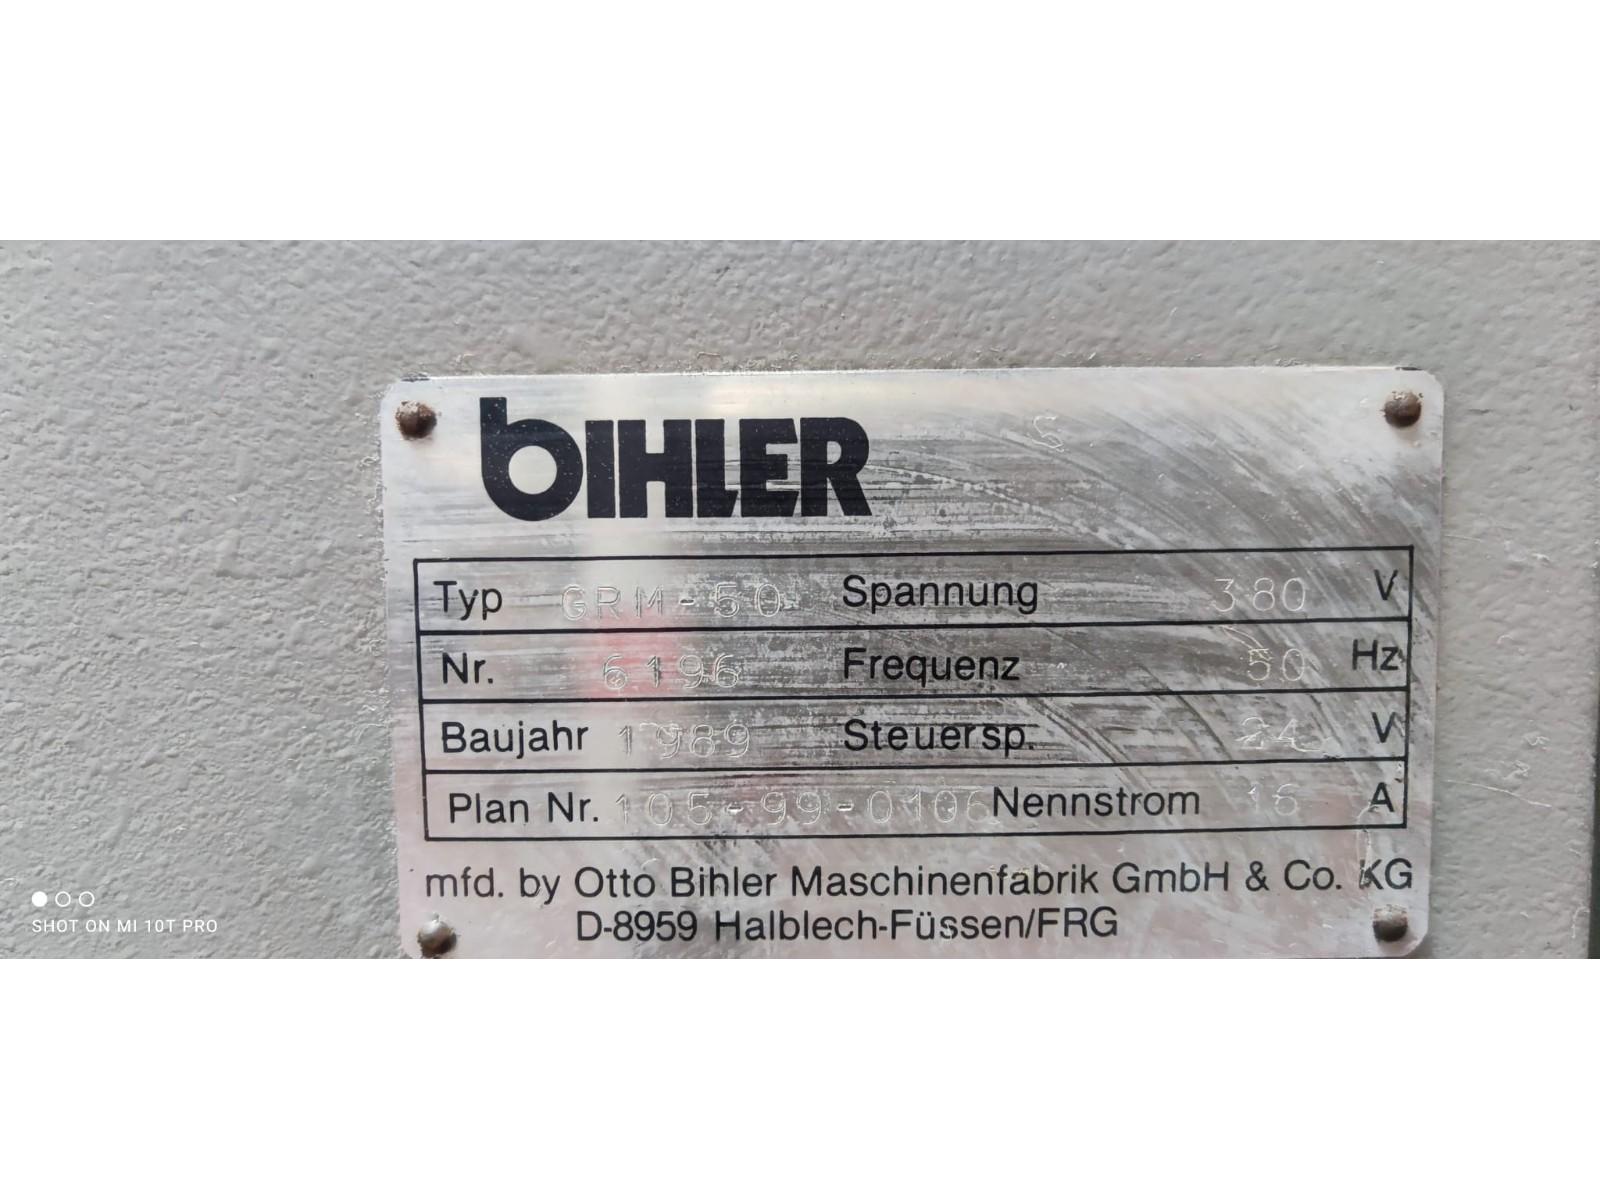 BIHLER
Typ GRM-50 Spannung 380 V
Nr. 6196 Frequenz 50 Hz
Baujahr 1989 Steuersp. 24 V
Plan Nr. 105-99-0106 Nennstrom 16 A
mfd. by Otto Bihler Maschinenfabrik GmbH & Co. KG
D-8959 Halblech-Füssen/FRG
SHOT ON MI 10T PRO